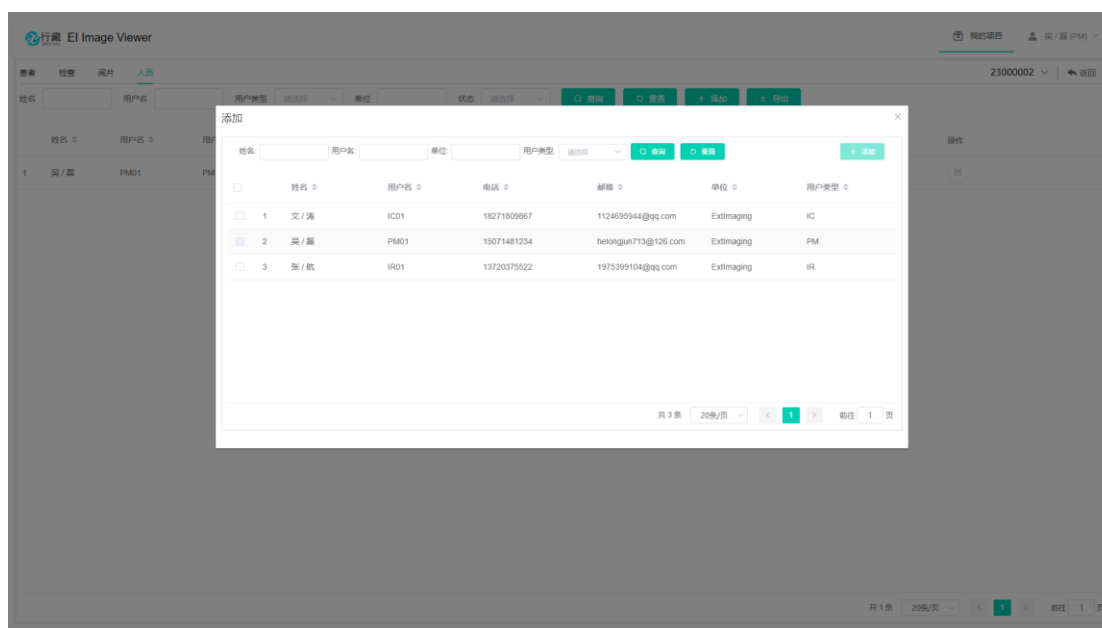 行藏 EI Image Viewer 我的项目 吴 / 磊 (PM)
患者 检查 阅片 人员 23000002 返回
姓名 用户名 用户类型 请选择 单位 状态 请选择 查询 重置 + 添加 导出
添加 ×
姓名 用户名 操作
姓名: 用户名: 单位: 用户类型: 请选择 查询 重置 + 添加
1 吴 / 磊 PM01 PM
姓名 用户名 电话 邮箱 单位 用户类型
1 文 / 涛 IC01 18271809867 1124695944@qq.com ExtImaging IC
2 吴 / 磊 PM01 15071481234 helongjun713@126.com ExtImaging PM
3 张 / 航 IR01 13720375522 1975399104@qq.com ExtImaging IR
共 3 条 20条/页 < 1 > 前往 1 页
共 1 条 20条/页 < 1 > 前往 1